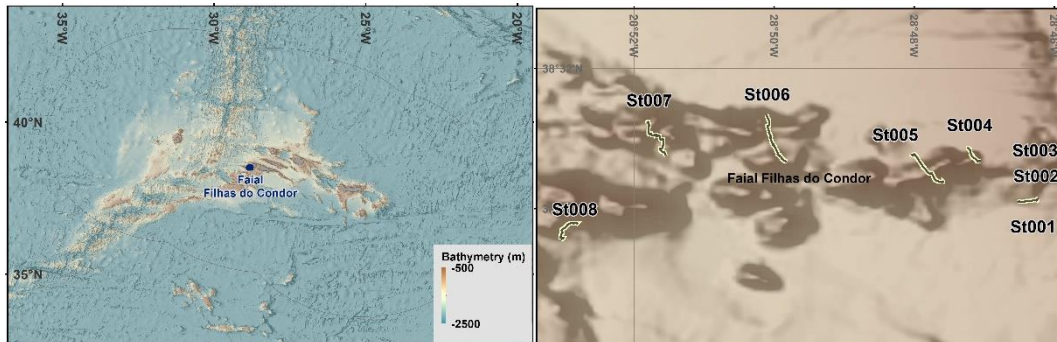 35°W
30°W
25°W
20°W
40°N
35°N
Faial
Filhas do Condor
Bathymetry (m)
-500
-2500
28°52'W
28°50'W
28°48'W
38°32'N
St007
St006
St005
St004
St003
St002
St001
St008
Faial Filhas do Condor